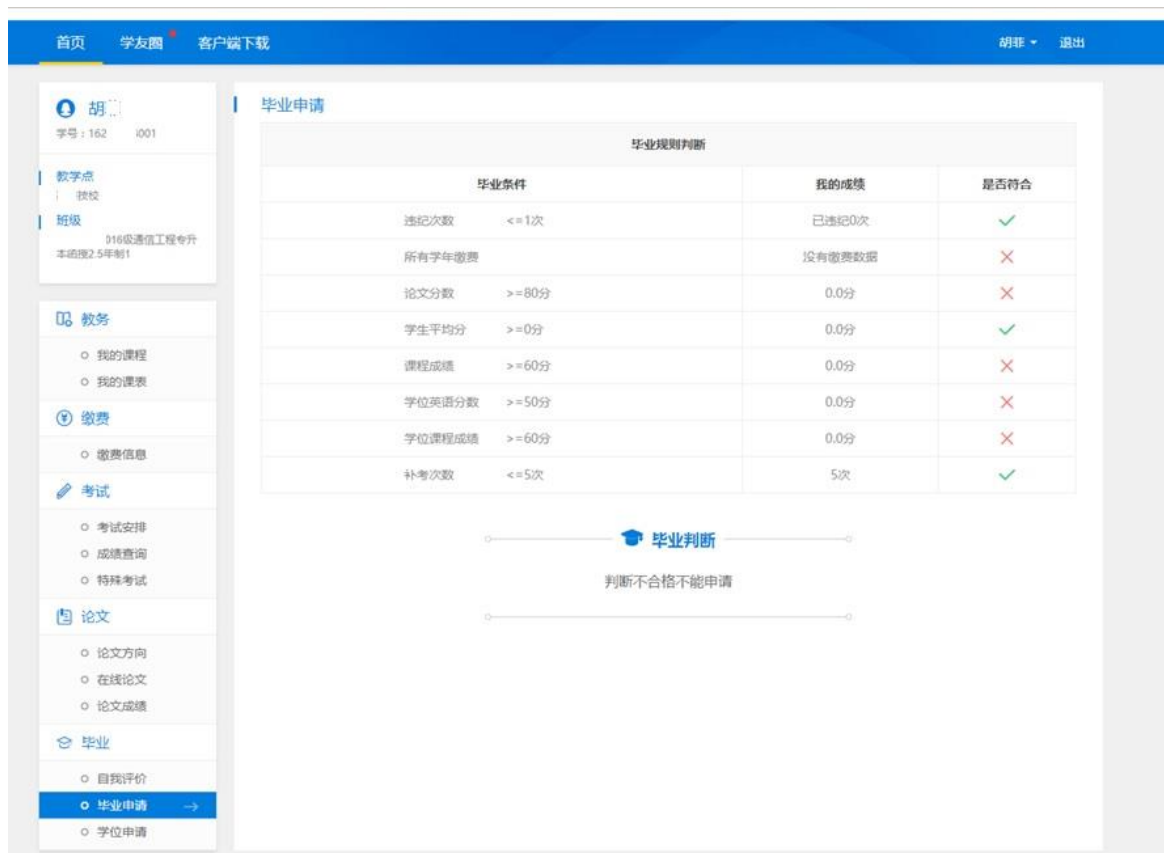 首页 学友圈 客户端下载 胡菲 退出
胡
学号：162 001
教学点
技校
班级
016级通信工程专升
本函授2.5年制1
教务
我的课程
我的课表
缴费
缴费信息
考试
考试安排
成绩查询
特殊考试
论文
论文方向
在线论文
论文成绩
毕业
自我评价
毕业申请
学位申请
毕业申请
毕业规则判断
毕业条件 我的成绩 是否符合
违纪次数 <=1次 已违纪0次
所有学年缴费 没有缴费数据
论文分数 >=80分 0.0分
学生平均分 >=0分 0.0分
课程成绩 >=60分 0.0分
学位英语分数 >=50分 0.0分
学位课程成绩 >=60分 0.0分
补考次数 <=5次 5次
毕业判断
判断不合格不能申请